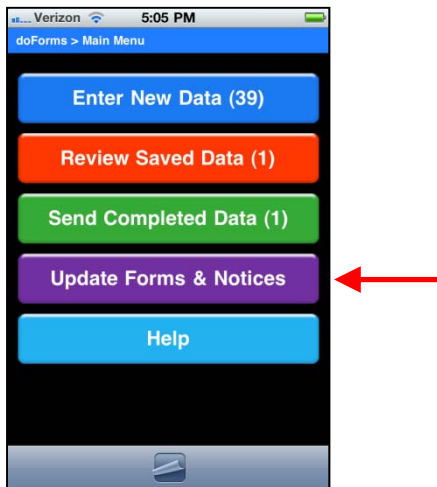 Verizon 5:05 PM
doForms > Main Menu
Enter New Data (39)
Review Saved Data (1)
Send Completed Data (1)
Update Forms & Notices
Help